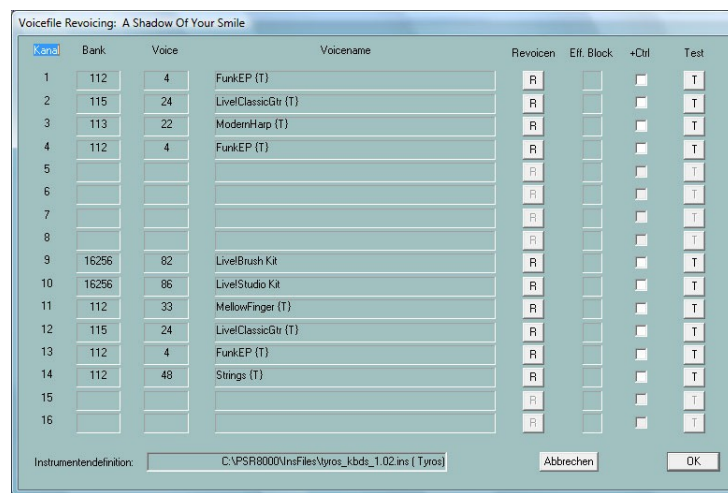 Voicefile Revoicing: A Shadow Of Your Smile
Kanal Bank Voice Voicename Revoicen Eff. Block +Ctrl Test
1 112 4 FunkEP {T} R T
2 115 24 Live!ClassicGtr {T} R T
3 113 22 ModernHarp {T} R T
4 112 4 FunkEP {T} R T
5 R T
6 R T
7 R T
8 R T
9 16256 82 Live!Brush Kit R T
10 16256 86 Live!Studio Kit R T
11 112 33 MellowFinger {T} R T
12 115 24 Live!ClassicGtr {T} R T
13 112 4 FunkEP {T} R T
14 112 48 Strings {T} R T
15 R T
16 R T
Instrumentendefinition: C:\PSR8000\InsFiles\tyros_kbds_1.02.ins ( Tyros) Abbrechen OK